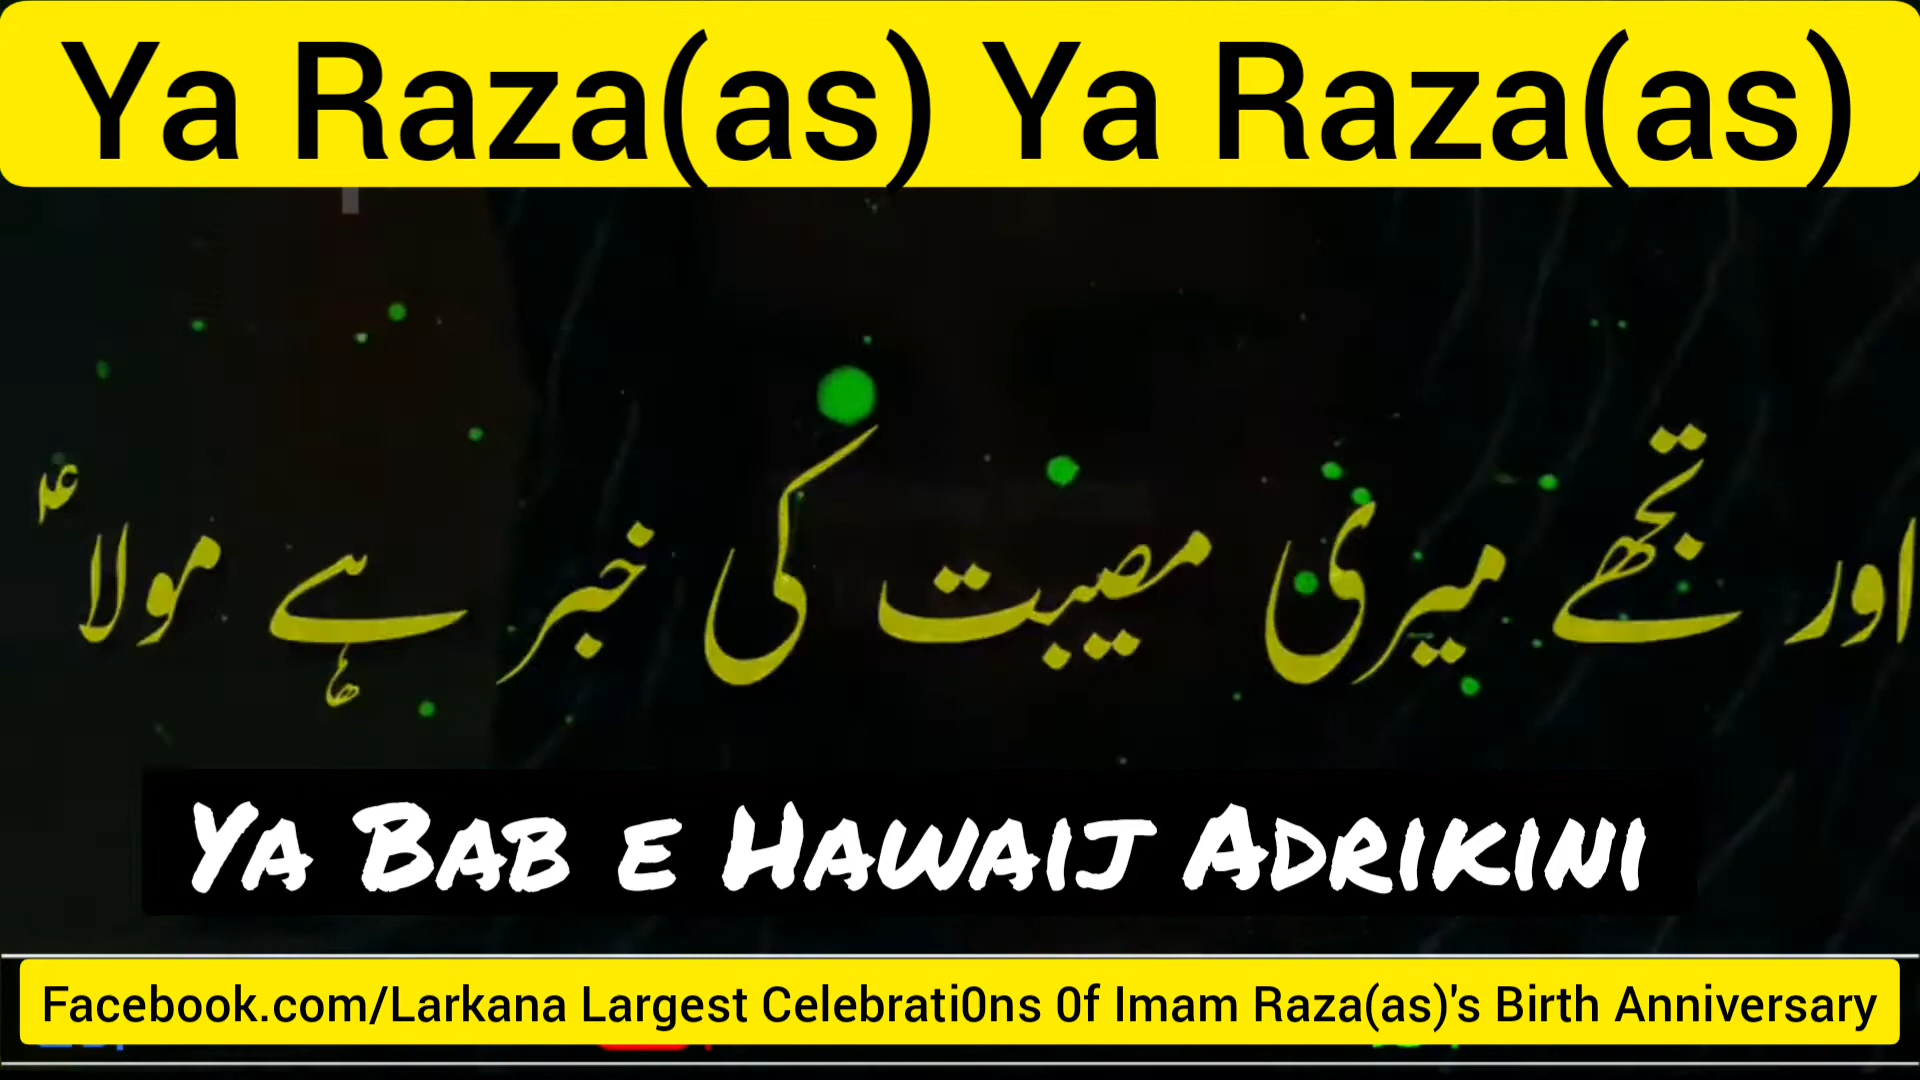 Ya Raza(as) Ya Raza(as)
اور تجھے میری مصیبت کی خبر ہے مولاؑ
Ya Bab e Hawaij Adrikini
Facebook.com/Larkana Largest Celebrati0ns 0f Imam Raza(as)'s Birth Anniversary